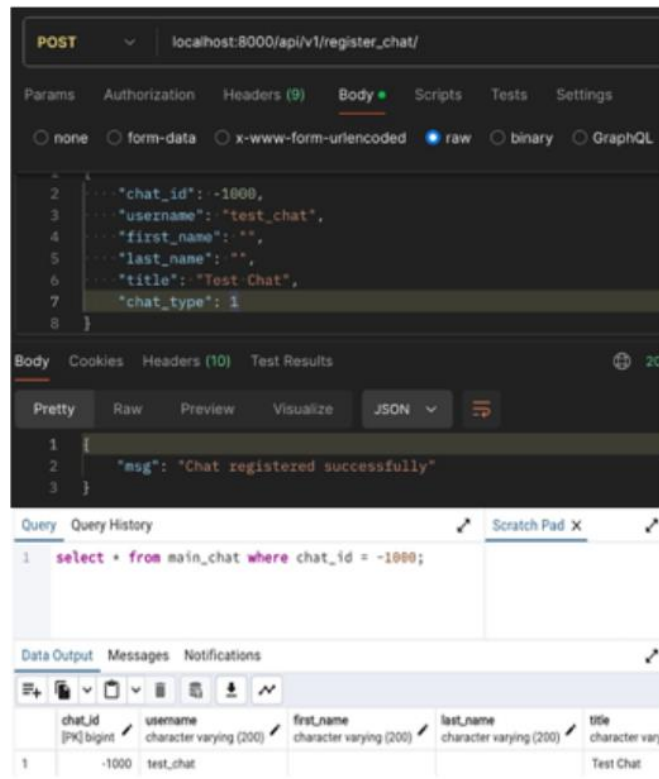 POST localhost:8000/api/v1/register_chat/
Params Authorization Headers (9) Body Scripts Tests Settings
none form-data x-www-form-urlencoded raw binary GraphQL
2 "chat_id": -1000,
3 "username": "test_chat",
4 "first_name": "",
5 "last_name": "",
6 "title": "Test Chat",
7 "chat_type": 1
8 }
Body Cookies Headers (10) Test Results 20
Pretty Raw Preview Visualize JSON
1 {
2 "msg": "Chat registered successfully"
3 }
Query Query History Scratch Pad X
1 select * from main_chat where chat_id = -1000;
Data Output Messages Notifications
chat_id username first_name last_name title
[PK] bigint character varying (200) character varying (200) character varying (200) character vary
1 -1000 test_chat Test Chat